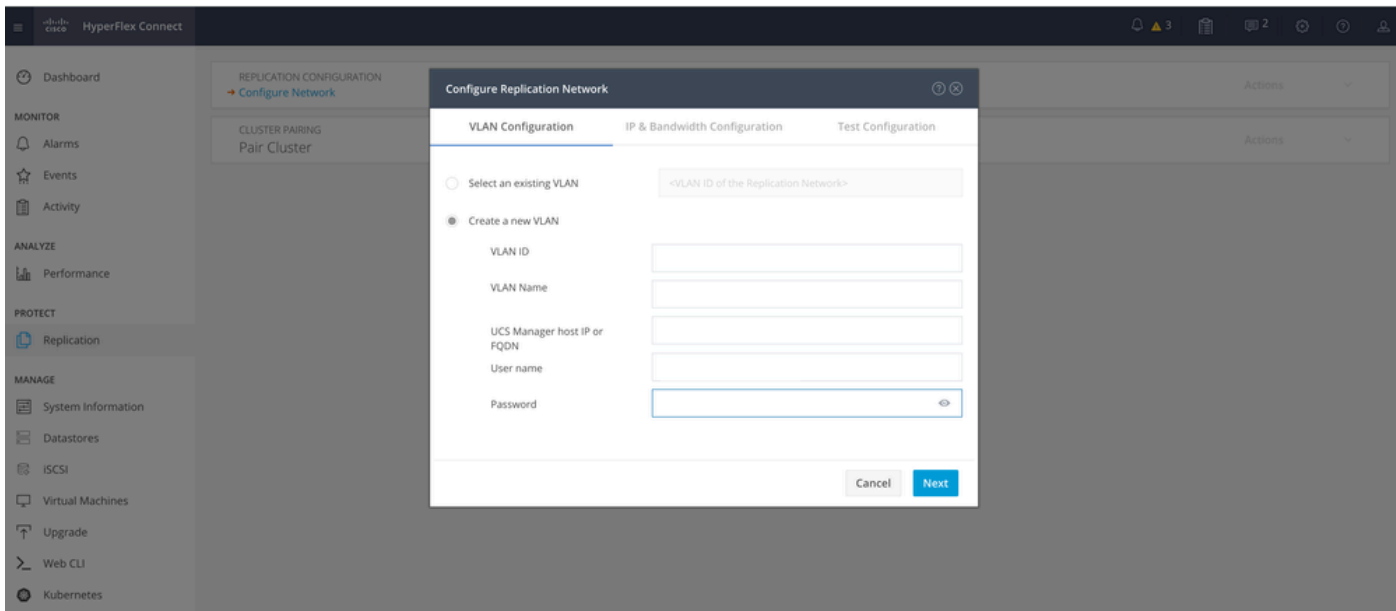 cisco HyperFlex Connect
3
2
Dashboard
MONITOR
Alarms
Events
Activity
ANALYZE
Performance
PROTECT
Replication
MANAGE
System Information
Datastores
iSCSI
Virtual Machines
Upgrade
Web CLI
Kubernetes
REPLICATION CONFIGURATION
Configure Network
Actions
CLUSTER PAIRING
Pair Cluster
Actions
Configure Replication Network
VLAN Configuration IP & Bandwidth Configuration Test Configuration
Select an existing VLAN <VLAN ID of the Replication Network>
Create a new VLAN
VLAN ID
VLAN Name
UCS Manager host IP or
FQDN
User name
Password
Cancel Next